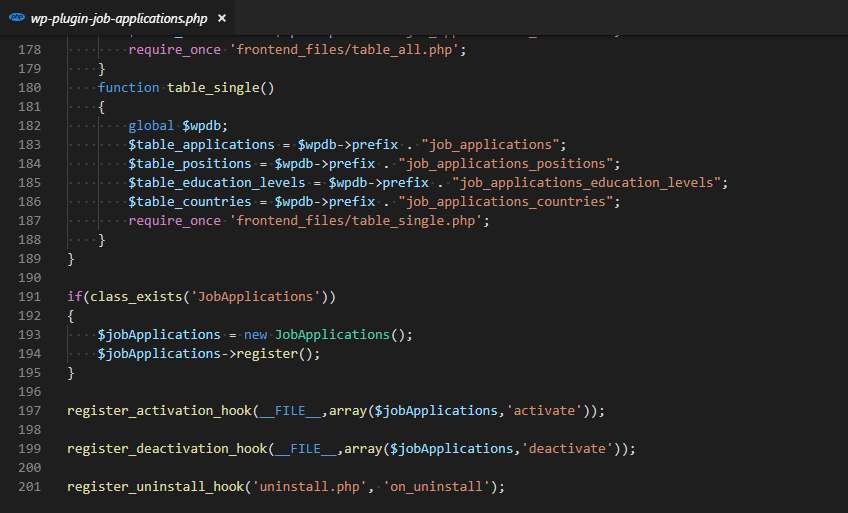 wp-plugin-job-applications.php ×
178 require_once 'frontend_files/table_all.php';
179 }
180 function table_single()
181 {
182 global $wpdb;
183 $table_applications = $wpdb->prefix . "job_applications";
184 $table_positions = $wpdb->prefix . "job_applications_positions";
185 $table_education_levels = $wpdb->prefix . "job_applications_education_levels";
186 $table_countries = $wpdb->prefix . "job_applications_countries";
187 require_once 'frontend_files/table_single.php';
188 }
189 }
190
191 if(class_exists('JobApplications'))
192 {
193 $jobApplications = new JobApplications();
194 $jobApplications->register();
195 }
196
197 register_activation_hook(__FILE__,array($jobApplications,'activate'));
198
199 register_deactivation_hook(__FILE__,array($jobApplications,'deactivate'));
200
201 register_uninstall_hook('uninstall.php', 'on_uninstall');